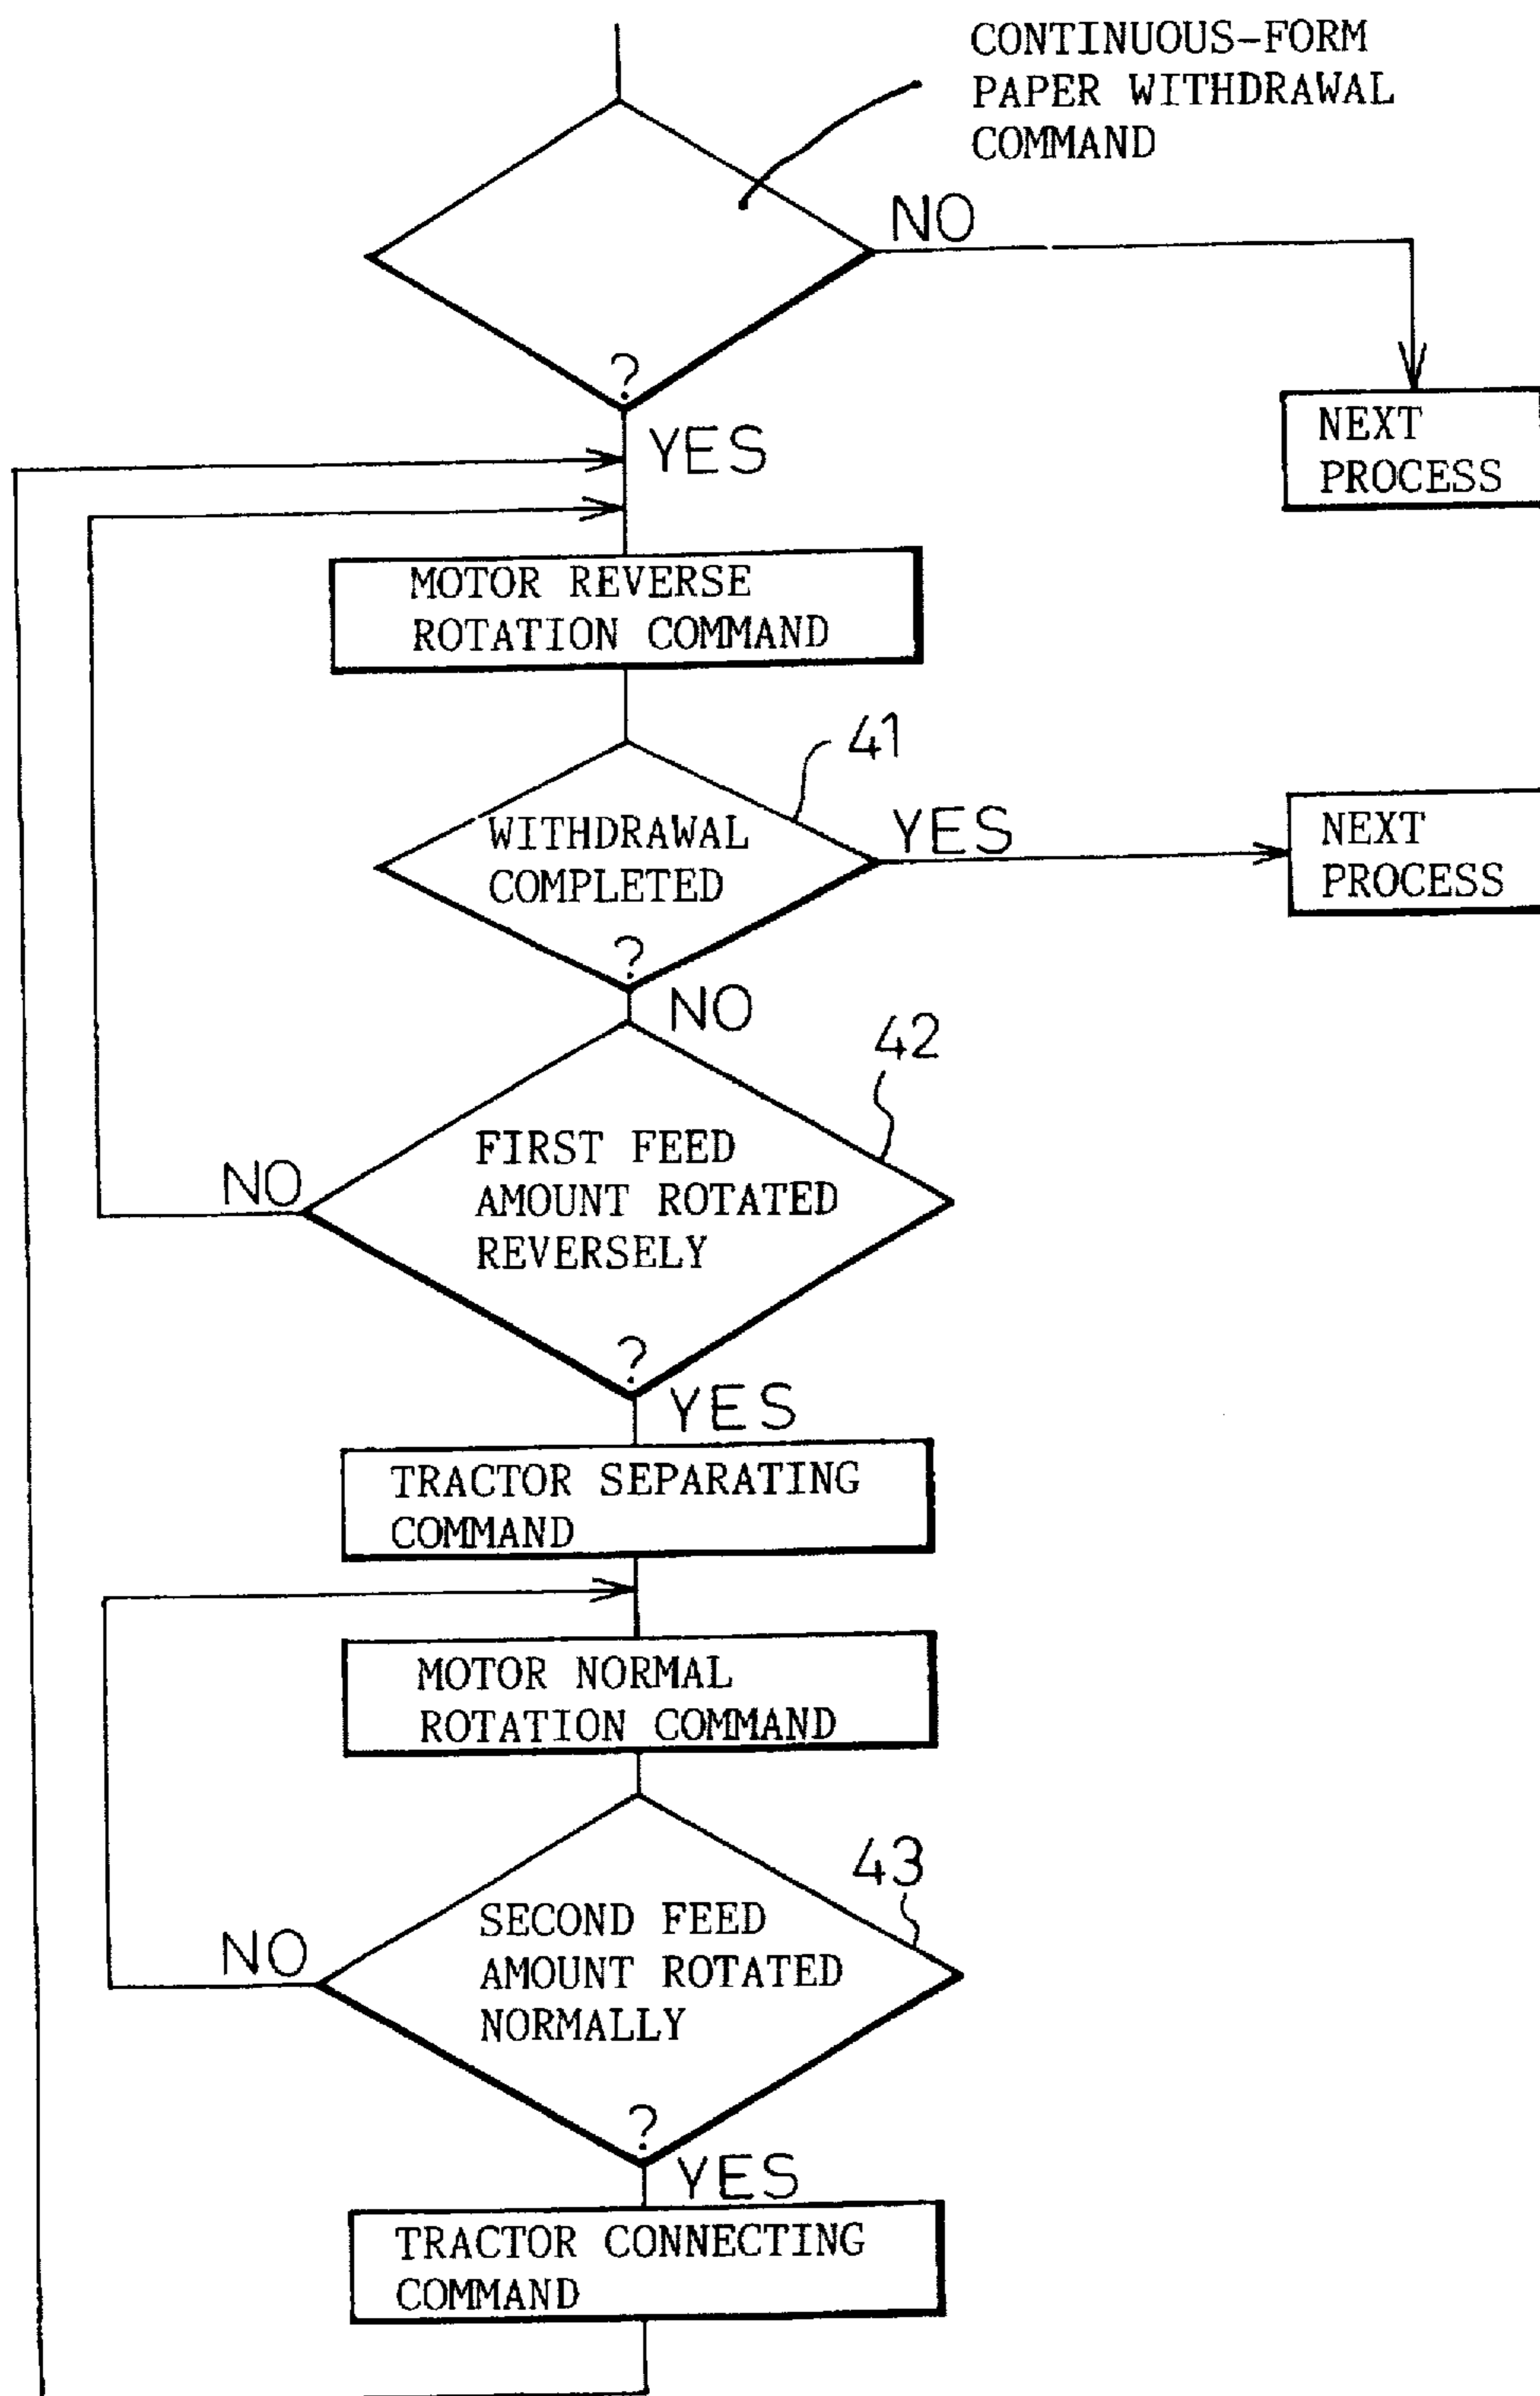 CONTINUOUS-FORM
PAPER WITHDRAWAL
COMMAND
NO
?
YES
NEXT
PROCESS
MOTOR REVERSE
ROTATION COMMAND
41
WITHDRAWAL
COMPLETED
?
YES
NEXT
PROCESS
NO
42
FIRST FEED
AMOUNT ROTATED
REVERSELY
?
NO
YES
TRACTOR SEPARATING
COMMAND
MOTOR NORMAL
ROTATION COMMAND
43
SECOND FEED
AMOUNT ROTATED
NORMALLY
?
NO
YES
TRACTOR CONNECTING
COMMAND